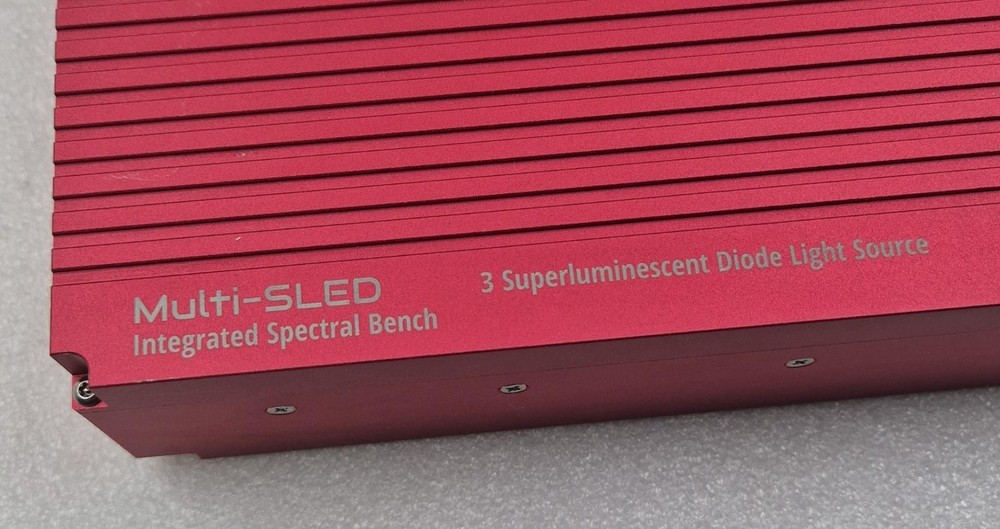 Multi-SLED
Integrated Spectral Bench
3 Superluminescent Diode Light Source